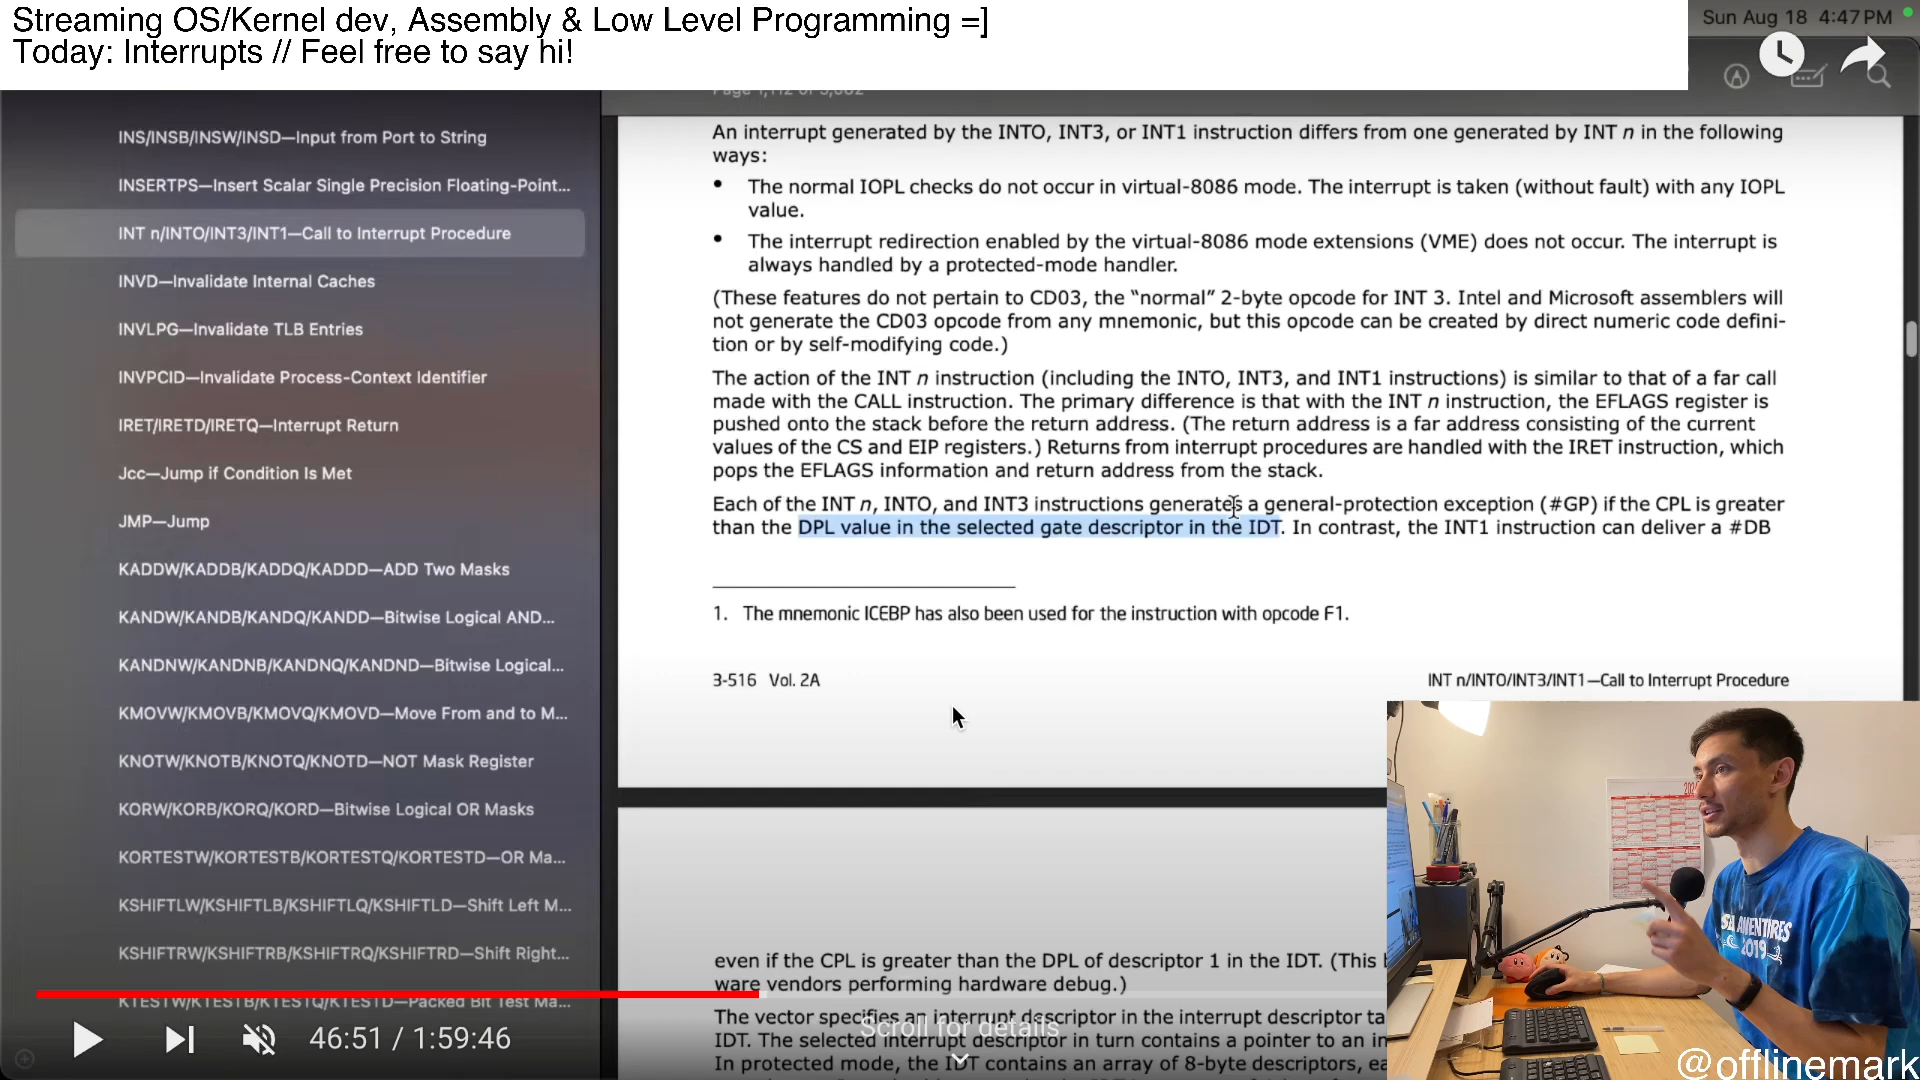 Streaming OS/Kernel dev, Assembly & Low Level Programming =]
Today: Interrupts // Feel free to say hi!
Sun Aug 18 4:47 PM
INS/INSB/INSW/INSD—Input from Port to String
INSERTPS—Insert Scalar Single Precision Floating-Point...
INT n/INTO/INT3/INT1—Call to Interrupt Procedure
INVD—Invalidate Internal Caches
INVLPG—Invalidate TLB Entries
INVPCID—Invalidate Process-Context Identifier
IRET/IRETD/IRETQ—Interrupt Return
Jcc—Jump if Condition Is Met
JMP—Jump
KADDW/KADDB/KADDQ/KADDD—ADD Two Masks
KANDW/KANDB/KANDQ/KANDD—Bitwise Logical AND...
KANDNW/KANDNB/KANDNQ/KANDND—Bitwise Logical...
KMOVW/KMOVB/KMOVQ/KMOVD—Move From and to M...
KNOTW/KNOTB/KNOTQ/KNOTD—NOT Mask Register
KORW/KORB/KORQ/KORD—Bitwise Logical OR Masks
KORTESTW/KORTESTB/KORTESTQ/KORTESTD—OR Ma...
KSHIFTLW/KSHIFTLB/KSHIFTLQ/KSHIFTLD—Shift Left M...
KSHIFTRW/KSHIFTRB/KSHIFTRQ/KSHIFTRD—Shift Right...
KTESTW/KTESTB/KTESTQ/KTESTD—Packed Bit Test Ma...
An interrupt generated by the INTO, INT3, or INT1 instruction differs from one generated by INT n in the following
ways:
• The normal IOPL checks do not occur in virtual-8086 mode. The interrupt is taken (without fault) with any IOPL
value.
• The interrupt redirection enabled by the virtual-8086 mode extensions (VME) does not occur. The interrupt is
always handled by a protected-mode handler.
(These features do not pertain to CD03, the “normal” 2-byte opcode for INT 3. Intel and Microsoft assemblers will
not generate the CD03 opcode from any mnemonic, but this opcode can be created by direct numeric code defini-
tion or by self-modifying code.)
The action of the INT n instruction (including the INTO, INT3, and INT1 instructions) is similar to that of a far call
made with the CALL instruction. The primary difference is that with the INT n instruction, the EFLAGS register is
pushed onto the stack before the return address. (The return address is a far address consisting of the current
values of the CS and EIP registers.) Returns from interrupt procedures are handled with the IRET instruction, which
pops the EFLAGS information and return address from the stack.
Each of the INT n, INTO, and INT3 instructions generates a general-protection exception (#GP) if the CPL is greater
than the DPL value in the selected gate descriptor in the IDT. In contrast, the INT1 instruction can deliver a #DB
1. The mnemonic ICEBP has also been used for the instruction with opcode F1.
3-516 Vol. 2A
INT n/INTO/INT3/INT1—Call to Interrupt Procedure
even if the CPL is greater than the DPL of descriptor 1 in the IDT. (This
ware vendors performing hardware debug.)
The vector specifies an interrupt descriptor in the interrupt descriptor ta
IDT. The selected interrupt descriptor in turn contains a pointer to an in
In protected mode, the IDT contains an array of 8-byte descriptors, ea
Scroll for details
46:51 / 1:59:46
2019
@offlinemark